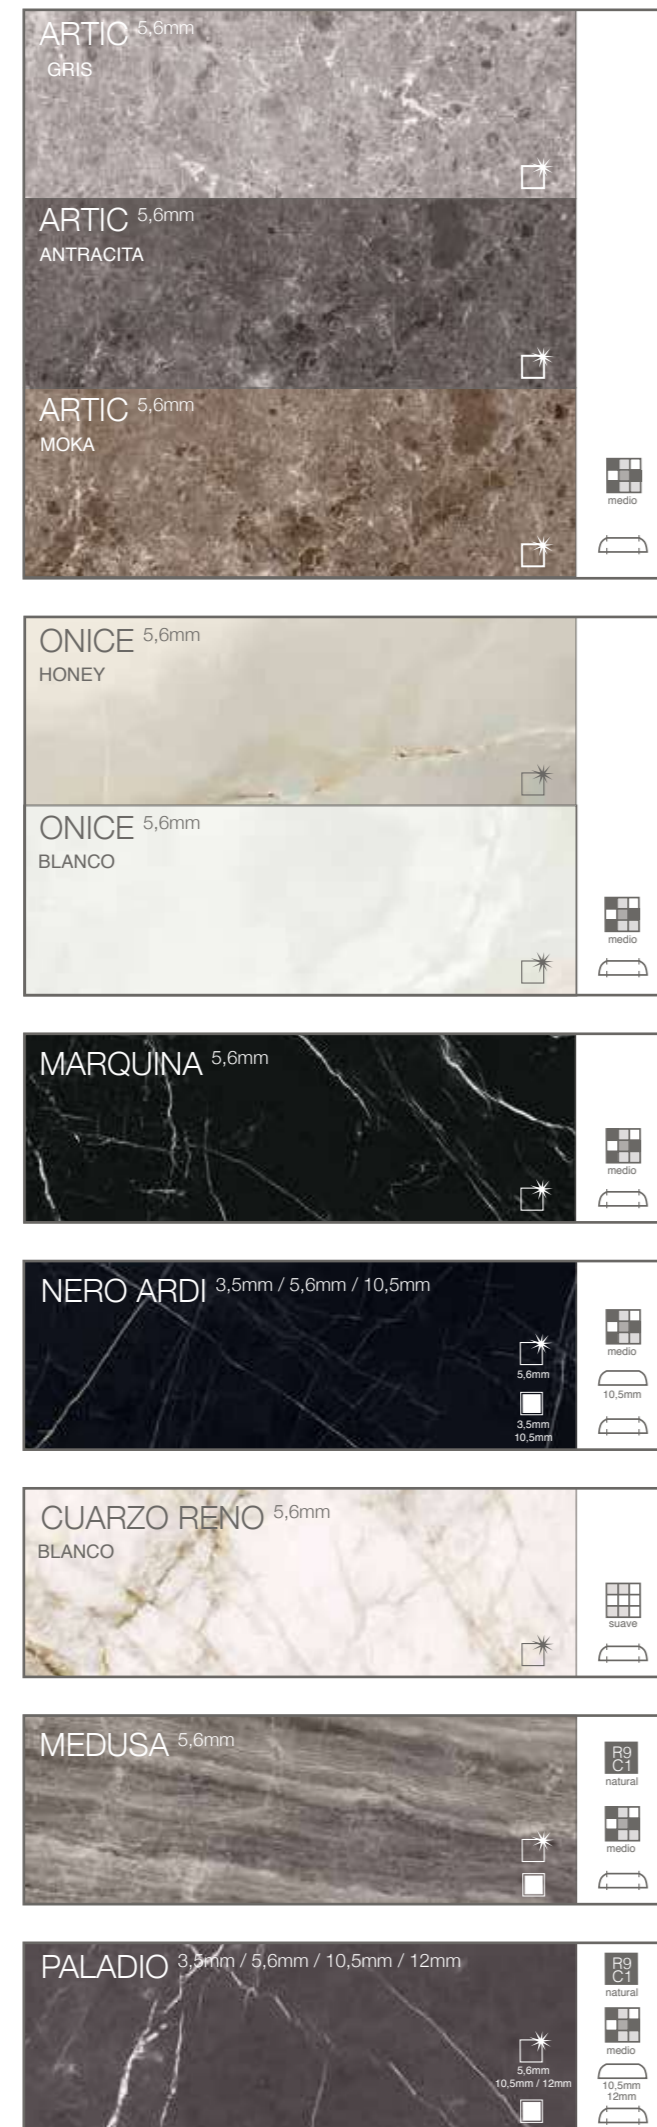 ARTIC 5,6mm
GRIS
ARTIC 5,6mm
ANTRACITA
ARTIC 5,6mm
MOKA
medio
ONICE 5,6mm
HONEY
ONICE 5,6mm
BLANCO
medio
MARQUINA 5,6mm
medio
NERO ARDI 3,5mm / 5,6mm / 10,5mm
5,6mm
3,5mm
10,5mm
medio
10,5mm
CUARZO RENO 5,6mm
BLANCO
suave
MEDUSA 5,6mm
R9
C1
natural
medio
PALADIO 3,5mm / 5,6mm / 10,5mm / 12mm
5,6mm
10,5mm / 12mm
R9
C1
natural
medio
10,5mm
12mm